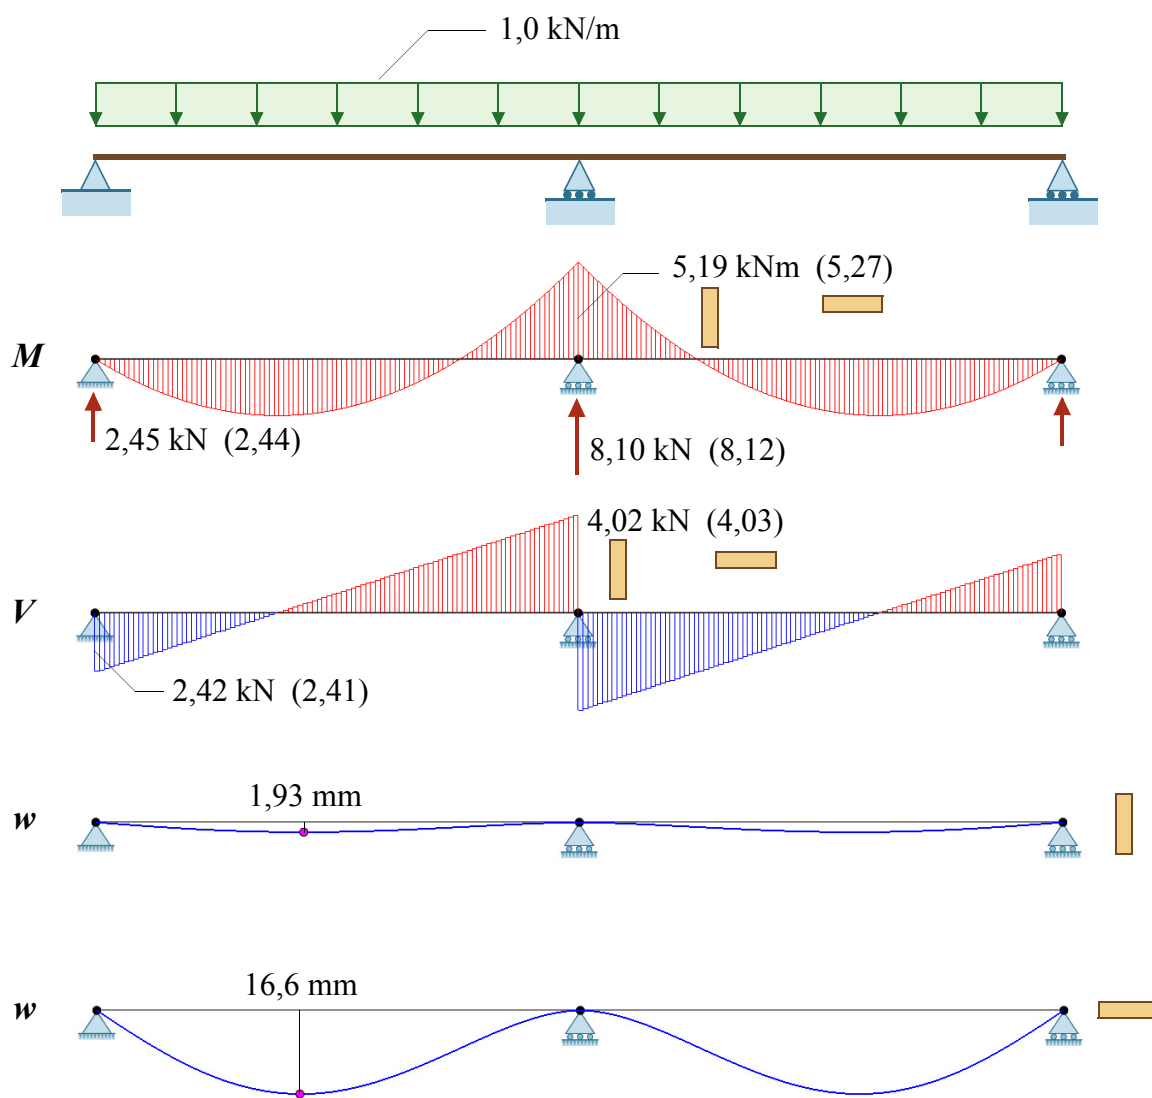 1,0 kN/m
5,19 kNm (5,27)
M
2,45 kN (2,44)
8,10 kN (8,12)
4,02 kN (4,03)
V
2,42 kN (2,41)
1,93 mm
w
16,6 mm
w